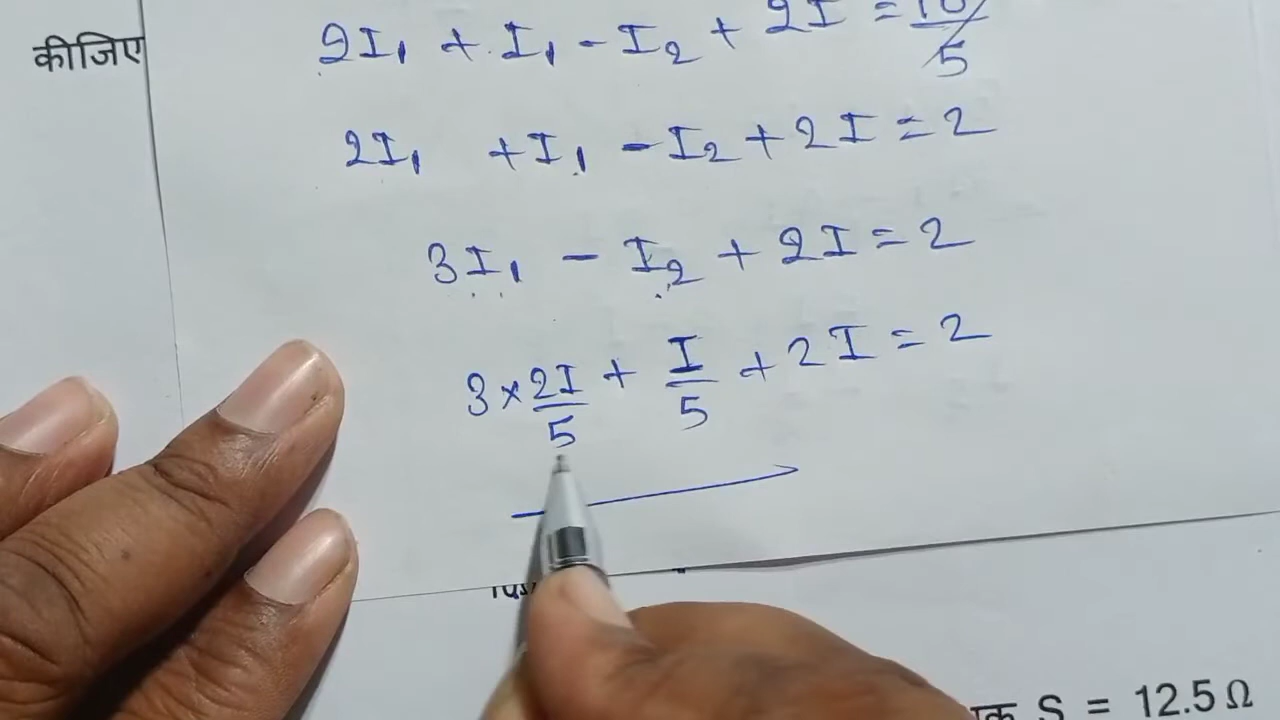 कीजिए
2I₁ + I₁ - I₂ + 2I = 10/5
2I₁ + I₁ - I₂ + 2I = 2
3I₁ - I₂ + 2I = 2
3 × 2I/5 + I/5 + 2I = 2
S = 12.5 Ω